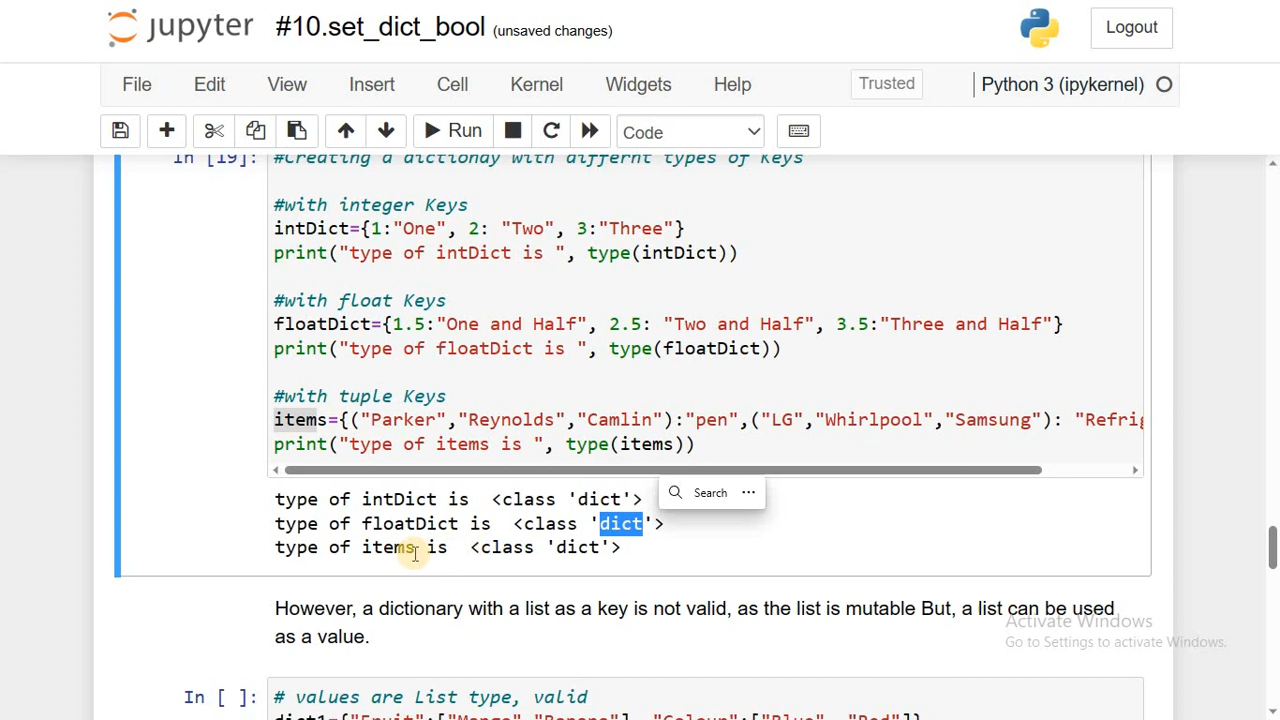 jupyter #10.set_dict_bool (unsaved changes) Logout
File Edit View Insert Cell Kernel Widgets Help Trusted Python 3 (ipykernel)
Run Code
In [19]: #Creating a dictionay with differnt types of Keys
#with integer Keys
intDict={1:"One", 2: "Two", 3:"Three"}
print("type of intDict is ", type(intDict))
#with float Keys
floatDict={1.5:"One and Half", 2.5: "Two and Half", 3.5:"Three and Half"}
print("type of floatDict is ", type(floatDict))
#with tuple Keys
items={("Parker","Reynolds","Camlin"):"pen",("LG","Whirlpool","Samsung"): "Refrig
print("type of items is ", type(items))
type of intDict is <class 'dict'>
Search ...
type of floatDict is <class 'dict'>
type of items is <class 'dict'>
However, a dictionary with a list as a key is not valid, as the list is mutable But, a list can be used
as a value.
Activate Windows
Go to Settings to activate Windows.
In [ ]: # values are List type, valid
dict1={"Fruit":["Mango","Banana"], "Colour":["Blue", "Red"]}